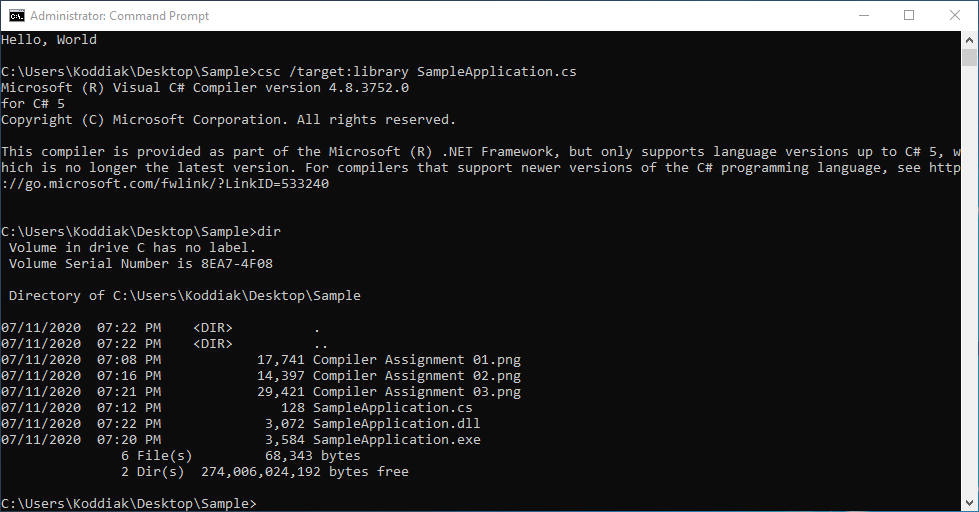 Administrator: Command Prompt
Hello, World
C:\Users\Koddiak\Desktop\Sample>csc /target:library SampleApplication.cs
Microsoft (R) Visual C# Compiler version 4.8.3752.0
for C# 5
Copyright (C) Microsoft Corporation. All rights reserved.
This compiler is provided as part of the Microsoft (R) .NET Framework, but only supports language versions up to C# 5, w
hich is no longer the latest version. For compilers that support newer versions of the C# programming language, see http
://go.microsoft.com/fwlink/?LinkID=533240
C:\Users\Koddiak\Desktop\Sample>dir
 Volume in drive C has no label.
 Volume Serial Number is 8EA7-4F08
 Directory of C:\Users\Koddiak\Desktop\Sample
07/11/2020  07:22 PM    <DIR>          .
07/11/2020  07:22 PM    <DIR>          ..
07/11/2020  07:08 PM            17,741 Compiler Assignment 01.png
07/11/2020  07:16 PM            14,397 Compiler Assignment 02.png
07/11/2020  07:21 PM            29,421 Compiler Assignment 03.png
07/11/2020  07:12 PM               128 SampleApplication.cs
07/11/2020  07:22 PM             3,072 SampleApplication.dll
07/11/2020  07:20 PM             3,584 SampleApplication.exe
               6 File(s)         68,343 bytes
               2 Dir(s)  274,006,024,192 bytes free
C:\Users\Koddiak\Desktop\Sample>